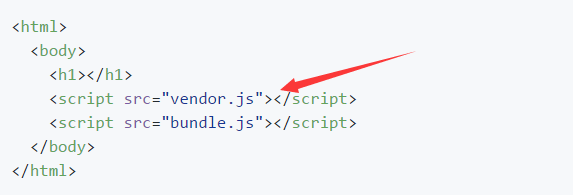 <html>
  <body>
    <h1></h1>
    <script src="vendor.js"></script>
    <script src="bundle.js"></script>
  </body>
</html>